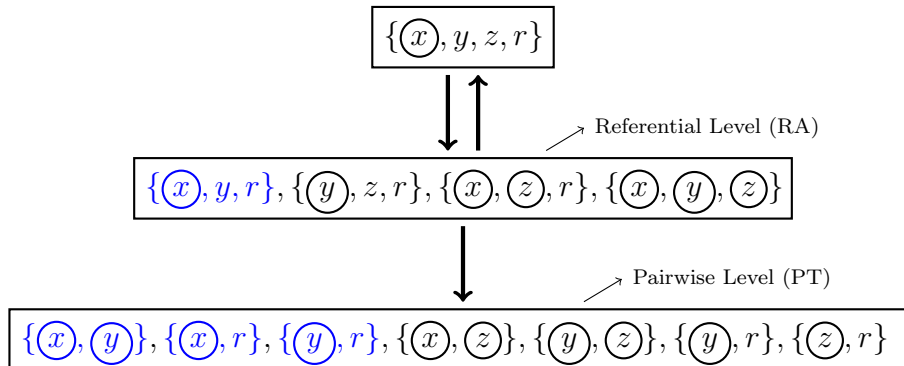 {x, y, z, r}
Referential Level (RA)
{x, y, r}, {y, z, r}, {x, z, r}, {x, y, z}
Pairwise Level (PT)
{x, y}, {x, r}, {y, r}, {x, z}, {y, z}, {y, r}, {z, r}